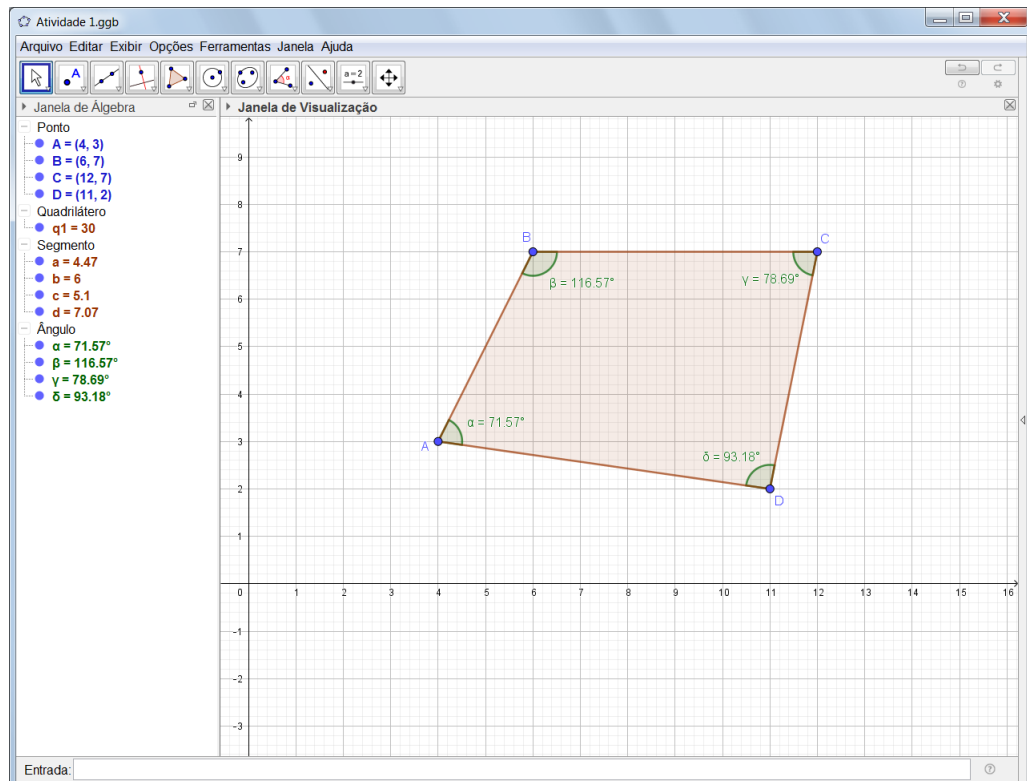 Atividade 1.ggb
Arquivo Editar Exibir Opções Ferramentas Janela Ajuda
A
α
a=2
Janela de Álgebra
Janela de Visualização
Ponto
A = (4, 3)
B = (6, 7)
C = (12, 7)
D = (11, 2)
Quadrilátero
q1 = 30
Segmento
a = 4.47
b = 6
c = 5.1
d = 7.07
Ângulo
α = 71.57°
β = 116.57°
γ = 78.69°
δ = 93.18°
9
8
7
6
5
4
3
2
1
0 1 2 3 4 5 6 7 8 9 10 11 12 13 14 15 16
-1
-2
-3
B
C
β = 116.57°
γ = 78.69°
α = 71.57°
A
δ = 93.18°
D
Entrada: